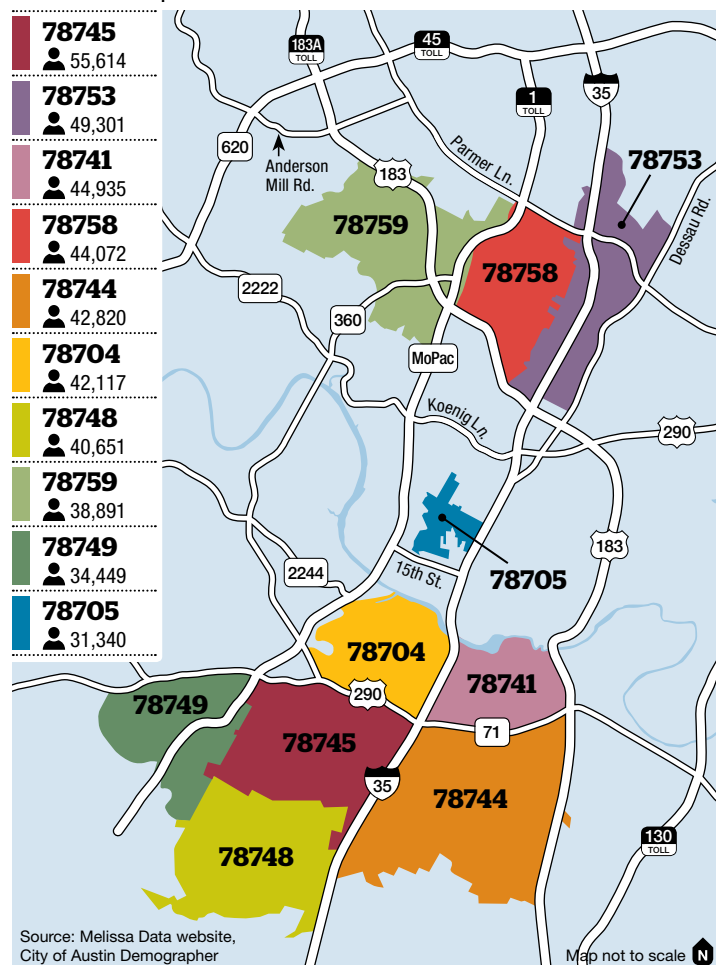 78745
55,614
78753
49,301
78741
44,935
78758
44,072
78744
42,820
78704
42,117
78748
40,651
78759
38,891
78749
34,449
78705
31,340
183A
TOLL
45
TOLL
1
TOLL
35
620
Anderson
Mill Rd.
183
Parmer Ln.
78753
Dessau Rd.
78759
78758
2222
360
MoPac
Koenig Ln.
290
183
78705
15th St.
2244
78704
78741
78749
290
71
78745
35
78744
78748
130
TOLL
Source: Melissa Data website,
City of Austin Demographer
Map not to scale N